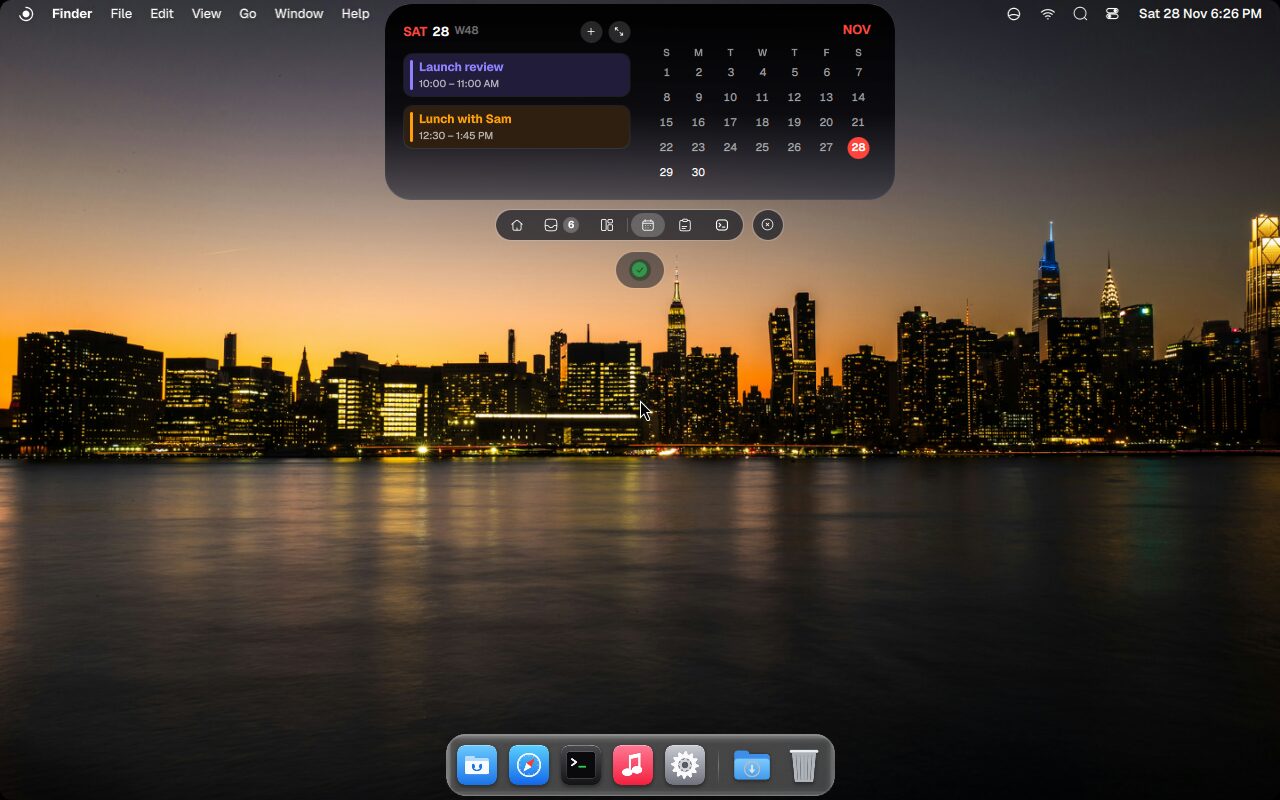 Finder File Edit View Go Window Help
Sat 28 Nov 6:26 PM
SAT 28 W48
Launch review
10:00 – 11:00 AM
Lunch with Sam
12:30 – 1:45 PM
NOV
S M T W T F S
1 2 3 4 5 6 7
8 9 10 11 12 13 14
15 16 17 18 19 20 21
22 23 24 25 26 27 28
29 30
6